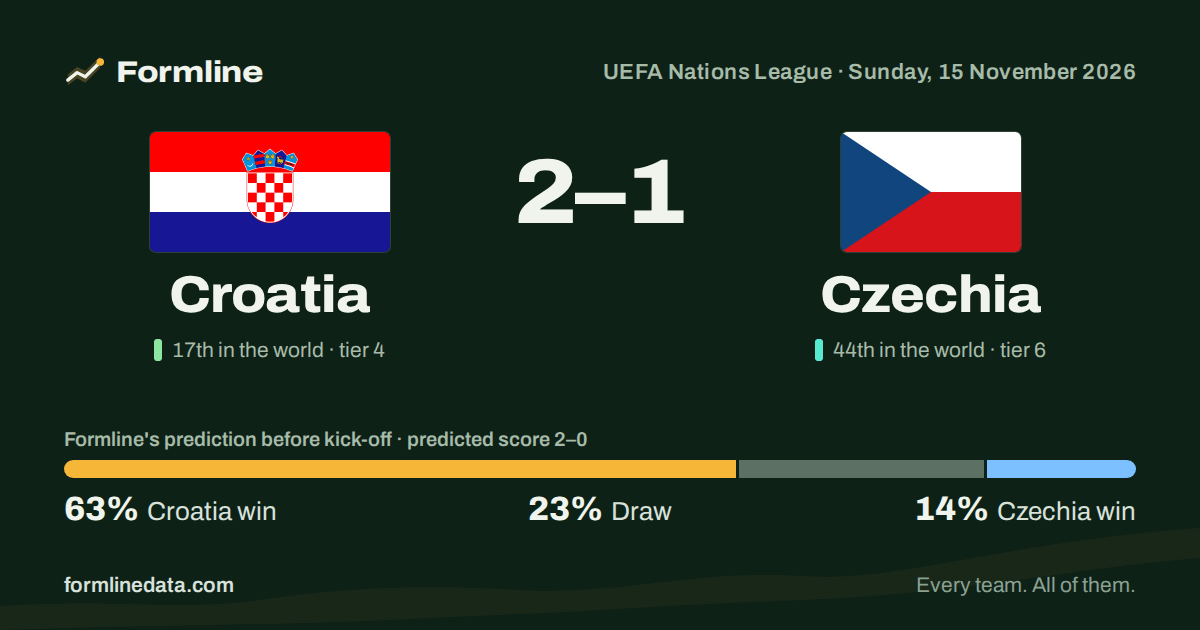 Formline
UEFA Nations League · Sunday, 15 November 2026
2–1
Croatia
Czechia
17th in the world · tier 4
44th in the world · tier 6
Formline's prediction before kick-off · predicted score 2–0
63% Croatia win
23% Draw
14% Czechia win
formlinedata.com
Every team. All of them.